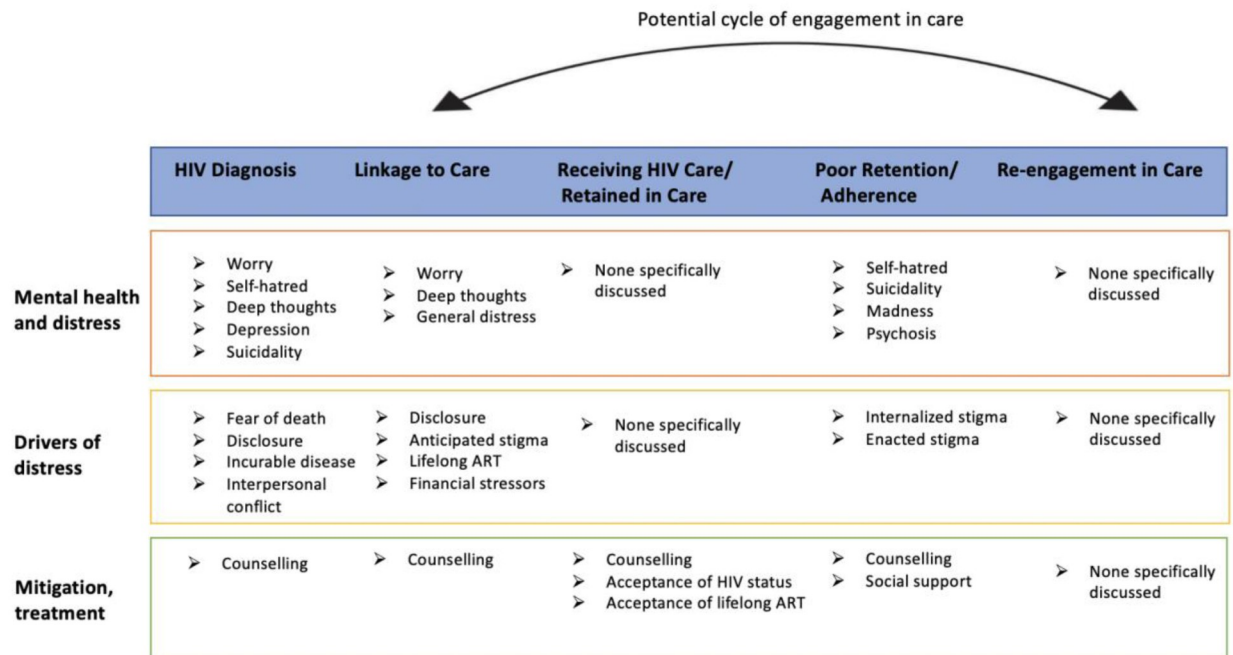 Potential cycle of engagement in care
HIV Diagnosis
Linkage to Care
Receiving HIV Care/
Retained in Care
Poor Retention/
Adherence
Re-engagement in Care
Mental health
and distress
➢ Worry
➢ Self-hatred
➢ Deep thoughts
➢ Depression
➢ Suicidality
➢ Worry
➢ Deep thoughts
➢ General distress
➢ None specifically
discussed
➢ Self-hatred
➢ Suicidality
➢ Madness
➢ Psychosis
➢ None specifically
discussed
Drivers of
distress
➢ Fear of death
➢ Disclosure
➢ Incurable disease
➢ Interpersonal
conflict
➢ Disclosure
➢ Anticipated stigma
➢ Lifelong ART
➢ Financial stressors
➢ None specifically
discussed
➢ Internalized stigma
➢ Enacted stigma
➢ None specifically
discussed
Mitigation,
treatment
➢ Counselling
➢ Counselling
➢ Counselling
➢ Acceptance of HIV status
➢ Acceptance of lifelong ART
➢ Counselling
➢ Social support
➢ None specifically
discussed